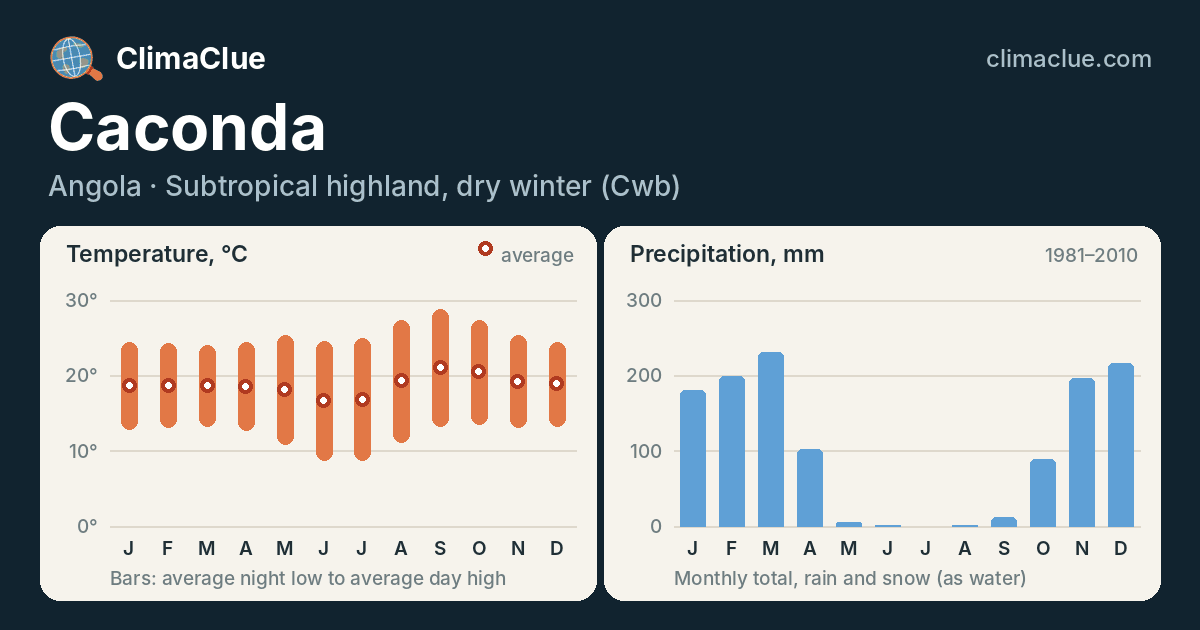 ClimaClue
climaclue.com
Caconda
Angola · Subtropical highland, dry winter (Cwb)
Temperature, °C
average
30°
20°
10°
0°
J F M A M J J A S O N D
Bars: average night low to average day high
Precipitation, mm
1981–2010
300
200
100
0
J F M A M J J A S O N D
Monthly total, rain and snow (as water)